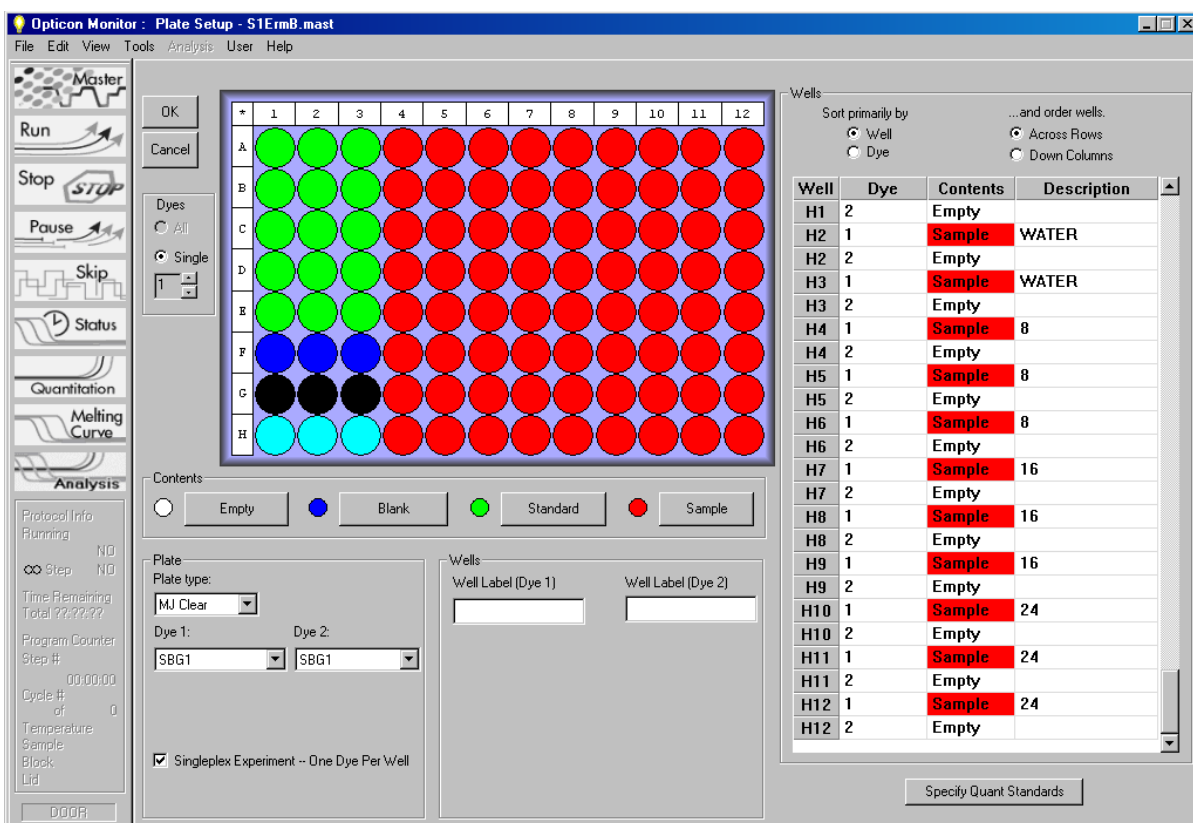 Opticon Monitor : Plate Setup - S1ErmB.mast
File Edit View Tools Analysis User Help
Master
Run
Stop STOP
Pause
Skip
Status
Quantitation
Melting
Curve
Analysis
Protocol Info
Running
NO
Step NO
Time Remaining
Total ??:??:??
Program Counter
Step #
00:00:00
Cycle #
of 0
Temperature
Sample
Block
Lid
DOOR
OK
Cancel
Dyes
All
Single
1
* 1 2 3 4 5 6 7 8 9 10 11 12
A
B
C
D
E
F
G
H
Contents
Empty Blank Standard Sample
Plate
Plate type:
MJ Clear
Dye 1: Dye 2:
SBG1 SBG1
Singleplex Experiment -- One Dye Per Well
Wells
Well Label (Dye 1) Well Label (Dye 2)
Wells
Sort primarily by ...and order wells.
Well Across Rows
Dye Down Columns
Well Dye Contents Description
H1 2 Empty
H2 1 Sample WATER
H2 2 Empty
H3 1 Sample WATER
H3 2 Empty
H4 1 Sample 8
H4 2 Empty
H5 1 Sample 8
H5 2 Empty
H6 1 Sample 8
H6 2 Empty
H7 1 Sample 16
H7 2 Empty
H8 1 Sample 16
H8 2 Empty
H9 1 Sample 16
H9 2 Empty
H10 1 Sample 24
H10 2 Empty
H11 1 Sample 24
H11 2 Empty
H12 1 Sample 24
H12 2 Empty
Specify Quant Standards